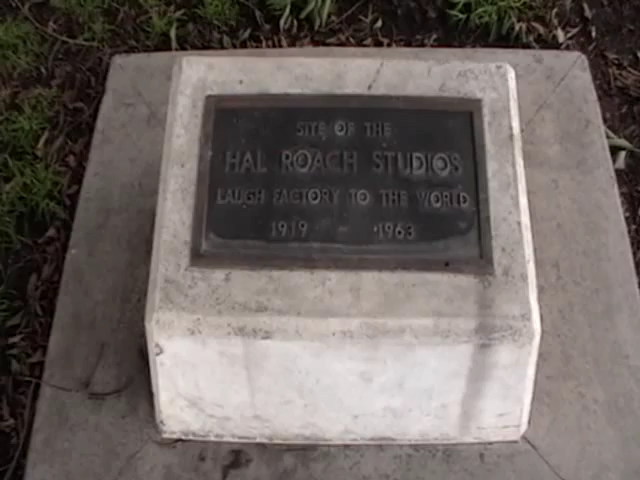 SITE OF THE
HAL ROACH STUDIOS
LAUGH FACTORY TO THE WORLD
1919 - 1963